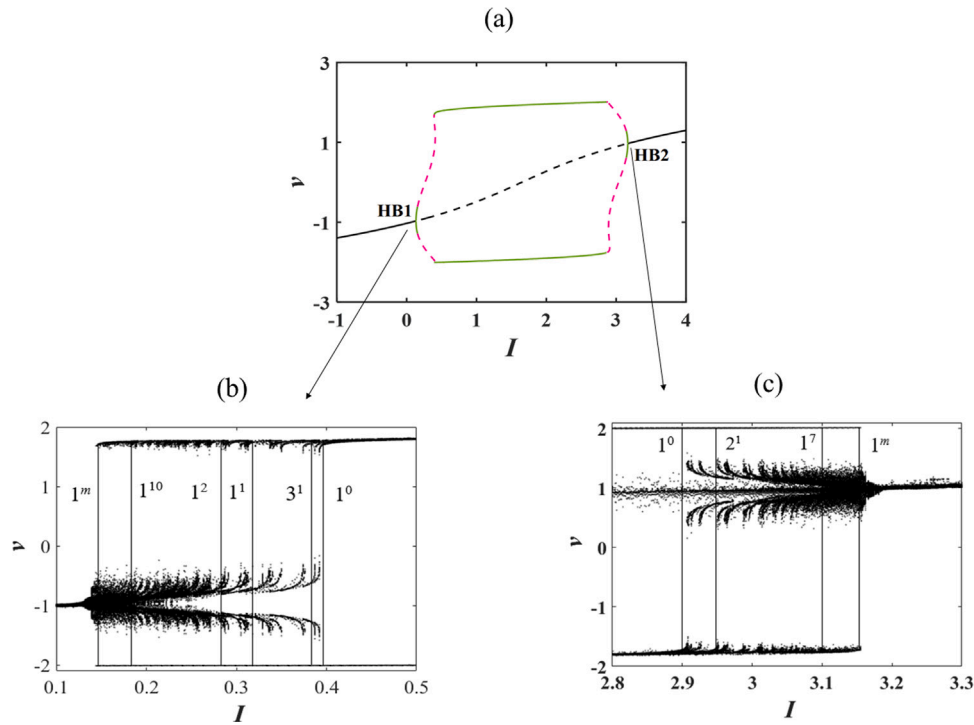 (a)
3
1
-1
-3
v
HB1
HB2
-1 0 1 2 3 4
I
(b)
2
1
0
-1
-2
v
1^m 1^10 1^2 1^1 3^1 1^0
0.1 0.2 0.3 0.4 0.5
I
(c)
2
1
0
-1
-2
v
1^0 2^1 1^7 1^m
2.8 2.9 3 3.1 3.2 3.3
I